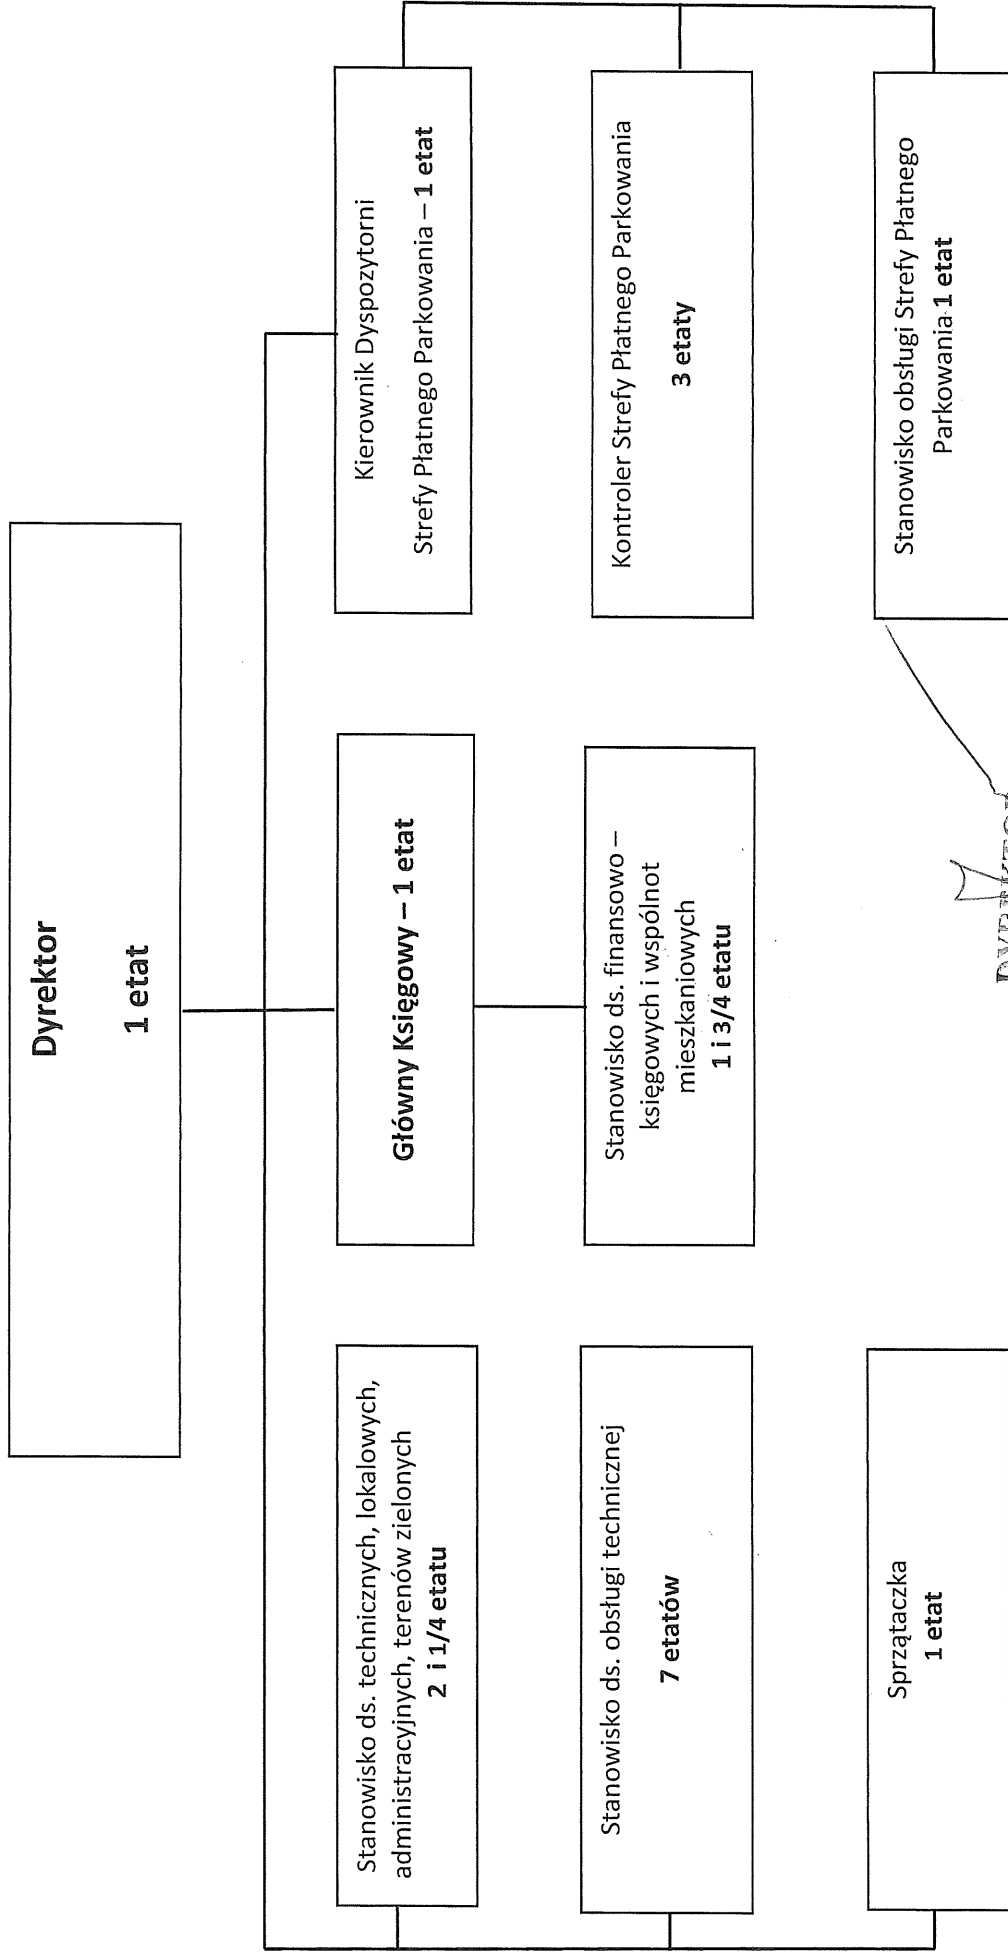 Dyrektor
1 etat
Stanowisko ds. technicznych, lokalowych,
administracyjnych, terenów zielonych
2 i 1/4 etatu
Główny Księgowy – 1 etat
Kierownik Dyspozytorni
Strefy Płatnego Parkowania – 1 etat
Stanowisko ds. obsługi technicznej
7 etatów
Stanowisko ds. finansowo –
księgowych i wspólnot
mieszkaniowych
1 i 3/4 etatu
Kontroler Strefy Płatnego Parkowania
3 etaty
Sprzątaczka
1 etat
Stanowisko obsługi Strefy Płatnego
Parkowania 1 etat
DYREKTOR